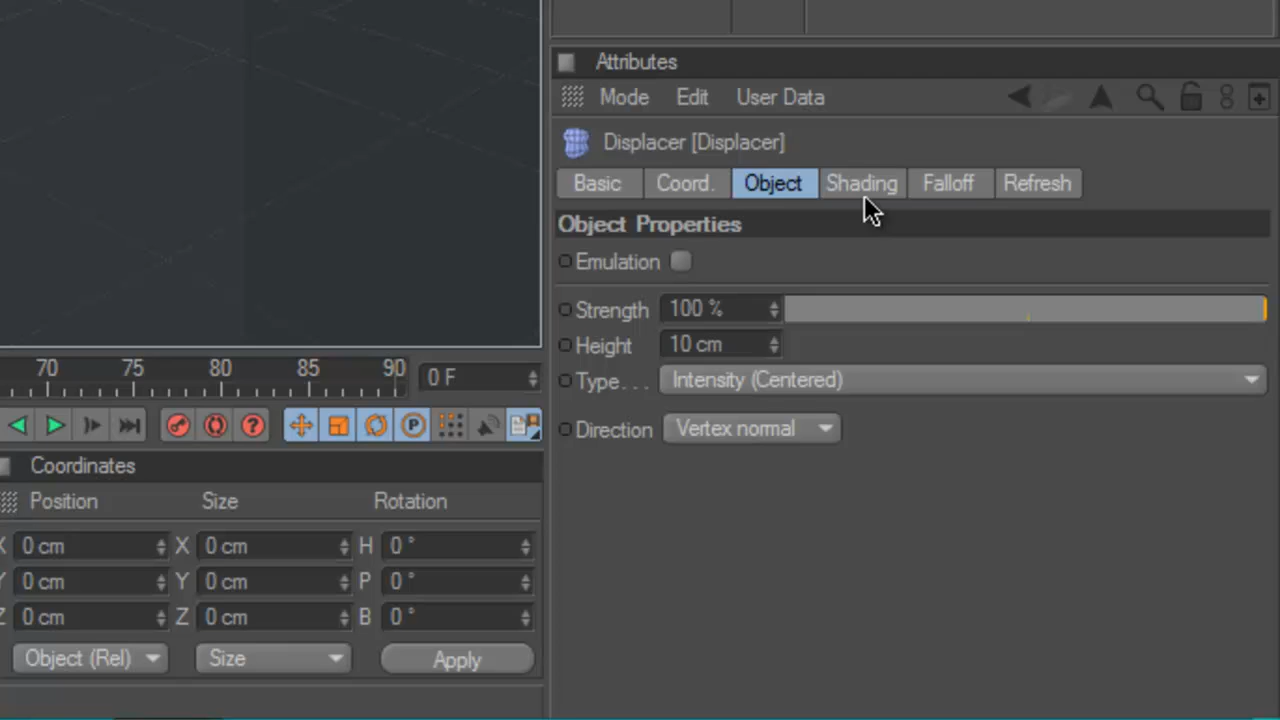 Attributes
Mode Edit User Data
Displacer [Displacer]
Basic Coord. Object Shading Falloff Refresh
Object Properties
Emulation
Strength 100 %
Height 10 cm
Type . . . Intensity (Centered)
Direction Vertex normal
70 75 80 85 90 0 F
Coordinates
Position Size Rotation
X 0 cm X 0 cm H 0 °
Y 0 cm Y 0 cm P 0 °
Z 0 cm Z 0 cm B 0 °
Object (Rel) Size Apply